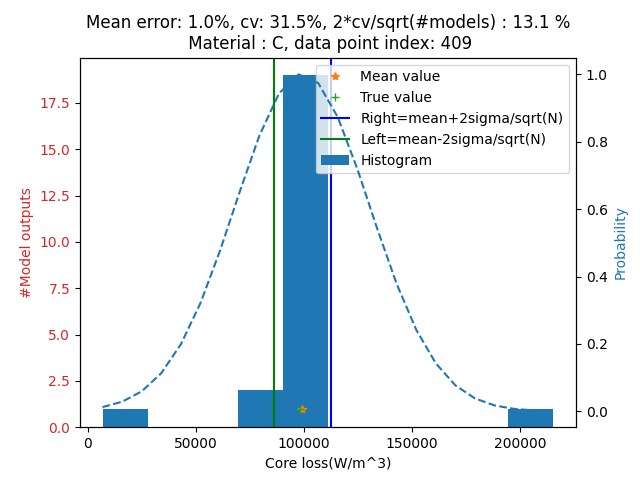 Mean error: 1.0%, cv: 31.5%, 2*cv/sqrt(#models) : 13.1 %
Material : C, data point index: 409
Mean value
True value
Right=mean+2sigma/sqrt(N)
Left=mean-2sigma/sqrt(N)
Histogram
17.5
15.0
12.5
10.0
7.5
5.0
2.5
0.0
#Model outputs
1.0
0.8
0.6
0.4
0.2
0.0
Probability
0 50000 100000 150000 200000
Core loss(W/m^3)